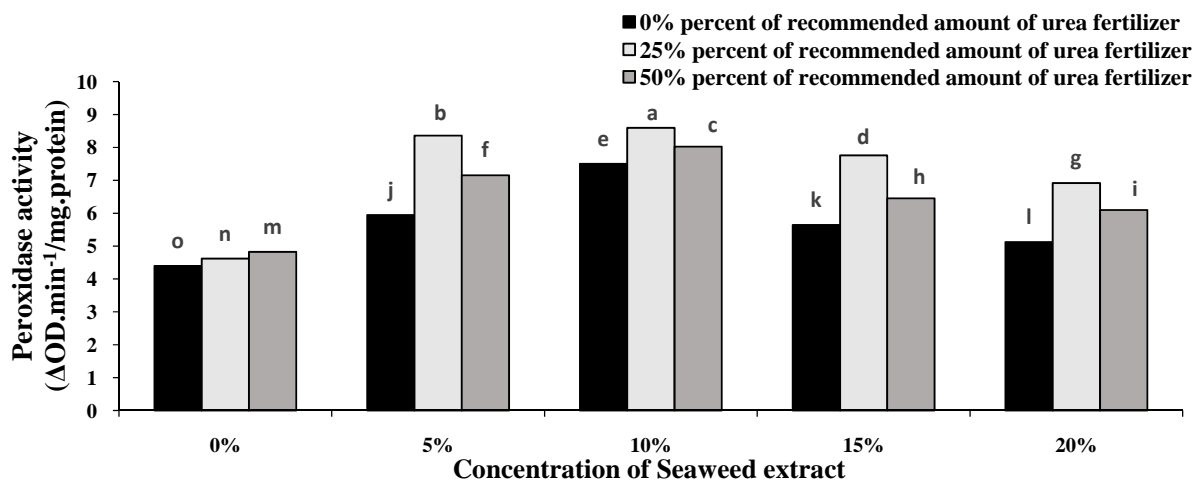 0% percent of recommended amount of urea fertilizer
25% percent of recommended amount of urea fertilizer
50% percent of recommended amount of urea fertilizer
Peroxidase activity
(ΔOD.min⁻¹/mg.protein)
10
9
8
7
6
5
4
3
2
1
0
o
n
m
j
b
f
e
a
c
k
d
h
l
g
i
0%
5%
10%
15%
20%
Concentration of Seaweed extract